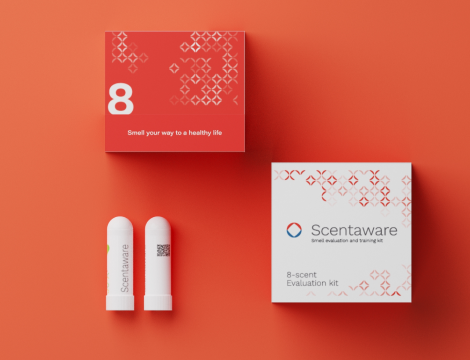 8
Smell your way to a healthy life
Scentaware
Smell evaluation and training kit
8-scent
Evaluation kit
Scentaware